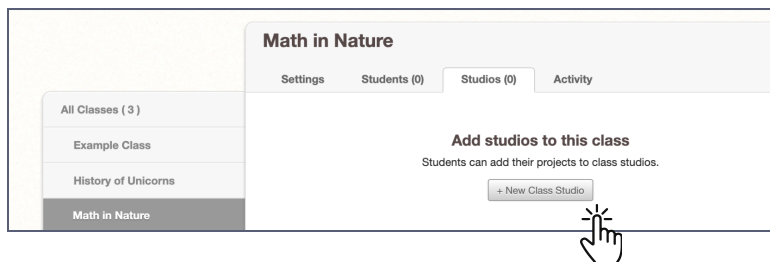 Math in Nature
Settings Students (0) Studios (0) Activity
All Classes ( 3 )
Example Class
History of Unicorns
Math in Nature
Add studios to this class
Students can add their projects to class studios.
+ New Class Studio